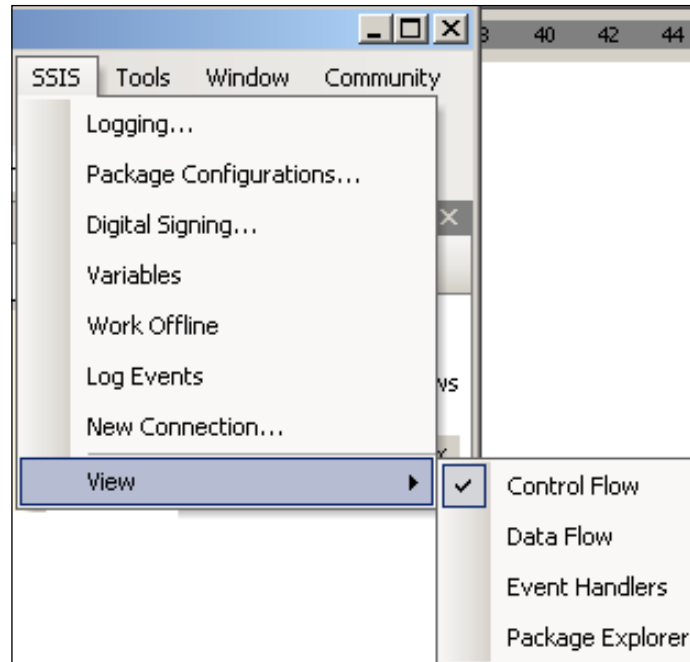 40 42 44
SSIS Tools Window Community
Logging...
Package Configurations...
Digital Signing...
Variables
Work Offline
Log Events
New Connection...
View
Control Flow
Data Flow
Event Handlers
Package Explorer